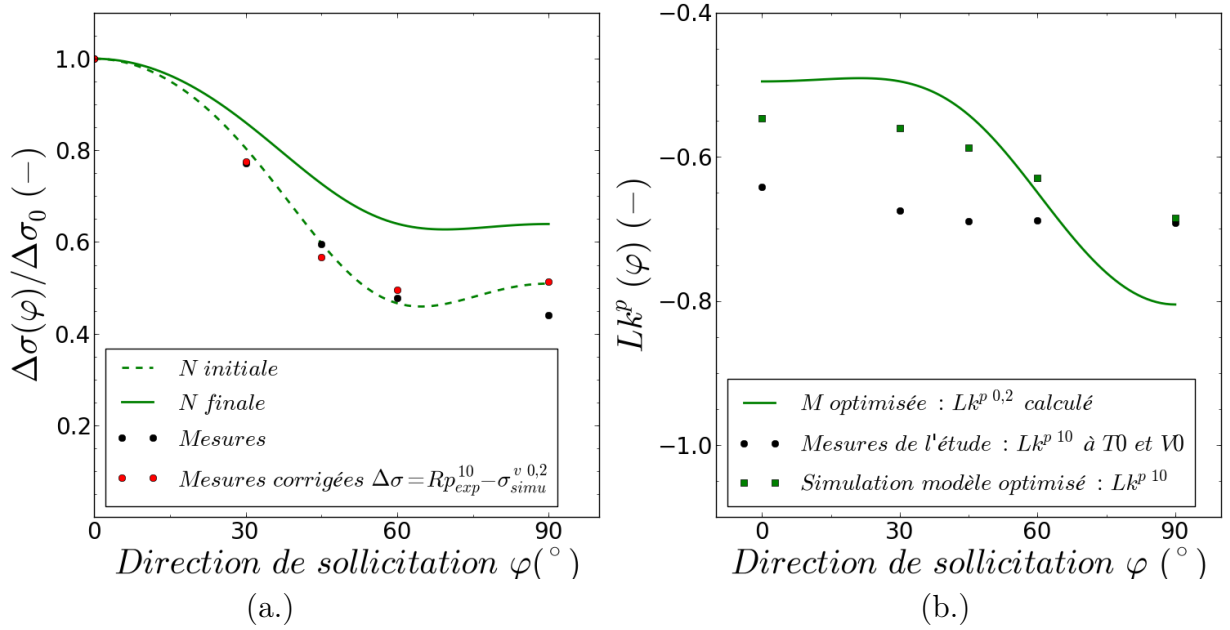 1.0
0.8
0.6
0.4
0.2
0
30
60
90
Δσ(φ)/Δσ₀ (−)
N initiale
N finale
Mesures
Mesures corrigées Δσ=Rp¹⁰ₑₓₚ−σᵛ ⁰,²ₛᵢₘᵤ
Direction de sollicitation φ(°)
(a.)
−0.4
−0.6
−0.8
−1.0
0
30
60
90
Lkᵖ (φ) (−)
M optimisée : Lkᵖ ⁰,² calculé
Mesures de l'étude : Lkᵖ ¹⁰ à T0 et V0
Simulation modèle optimisé : Lkᵖ ¹⁰
Direction de sollicitation φ (°)
(b.)